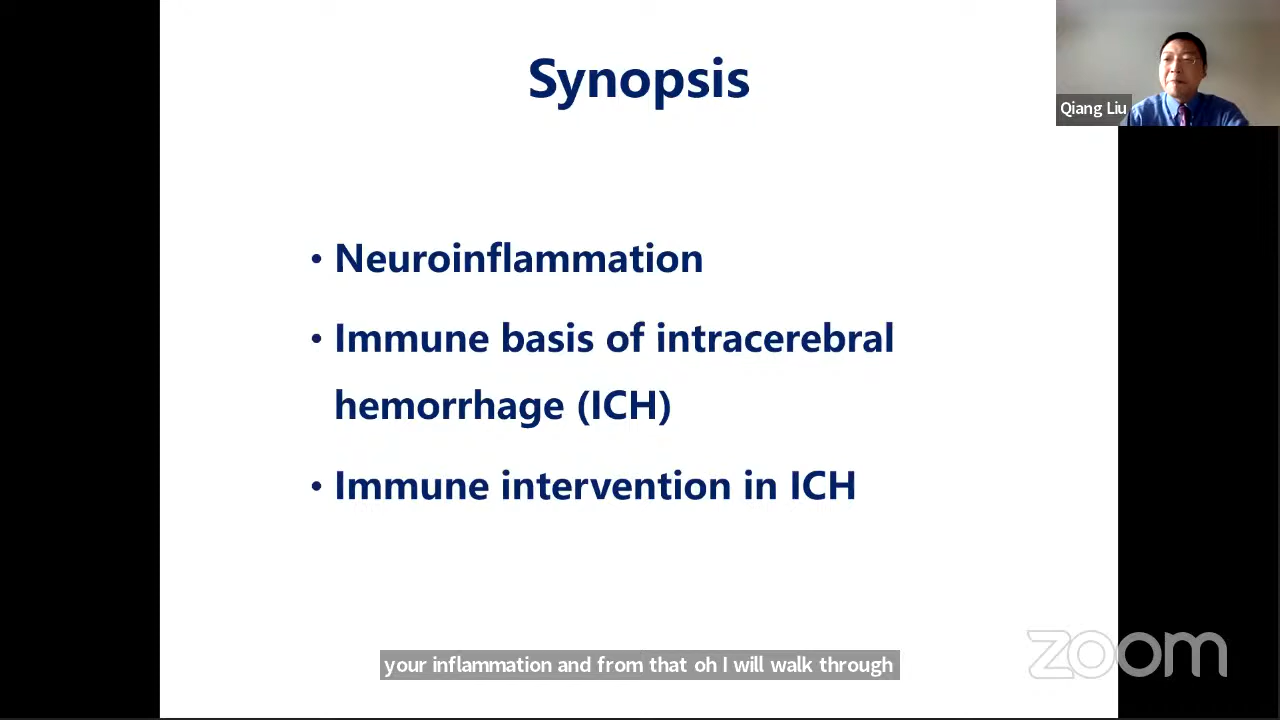 Synopsis
Qiang Liu
• Neuroinflammation
• Immune basis of intracerebral
hemorrhage (ICH)
• Immune intervention in ICH
your inflammation and from that oh I will walk through
zoom